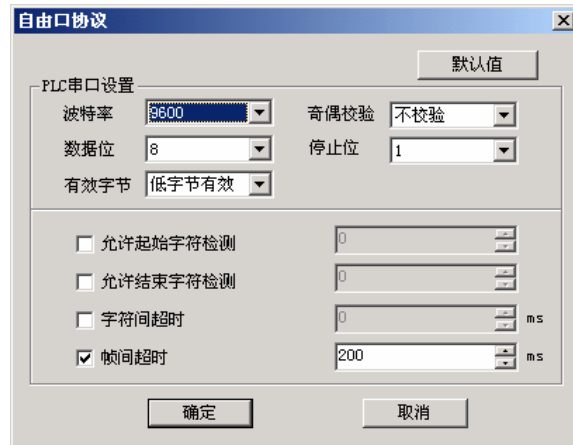 自由口协议
默认值
PLC串口设置
波特率 9600 奇偶校验 不校验
数据位 8 停止位 1
有效字节 低字节有效
允许起始字符检测 0
允许结束字符检测 0
字符间超时 0 ms
帧间超时 200 ms
确定 取消